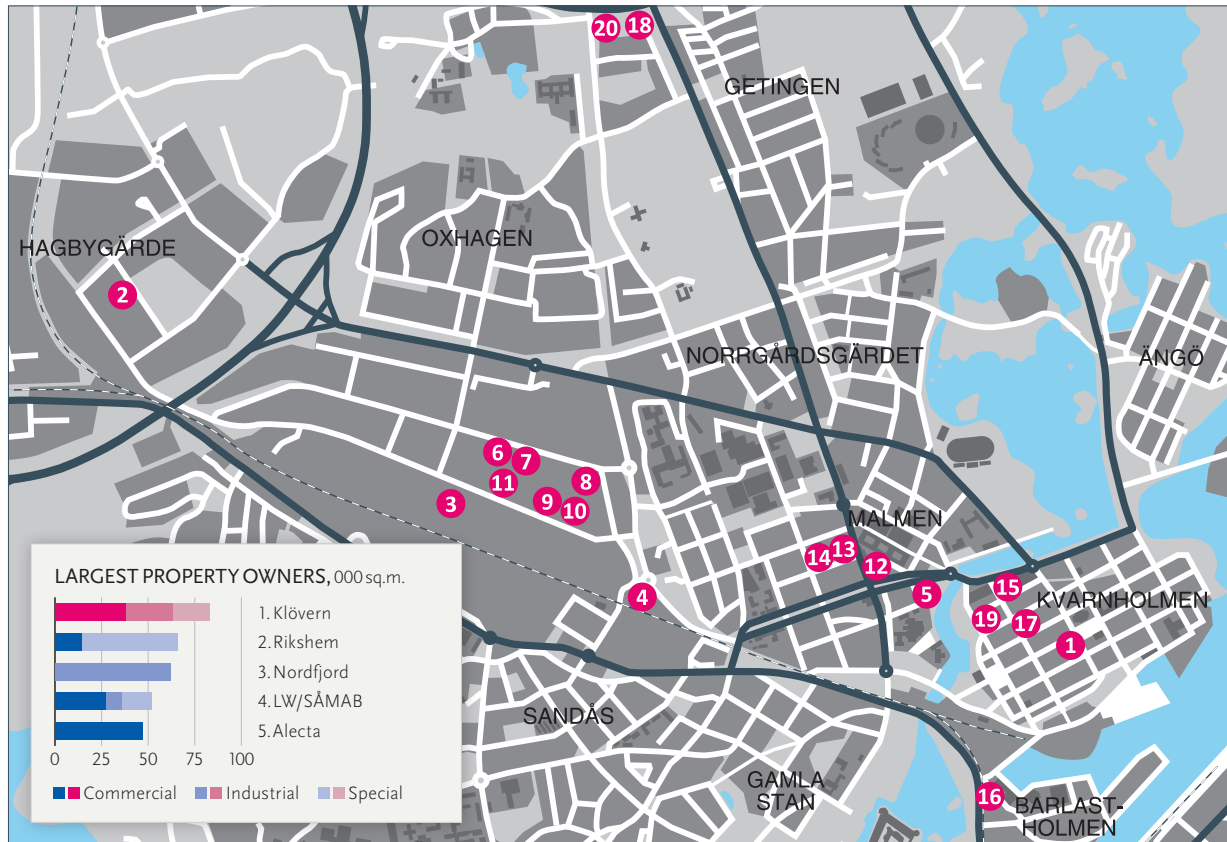 20 18
GETINGEN
HAGBYGÄRDE
OXHAGEN
2
NORRGÅRDSGÄRDET
ÄNGÖ
6
7
8
11
3
9
10
MALMEN
14 13
12
5
15
4
KVARNHOLMEN
19 17
1
SANDÅS
GAMLA
STAN
16
BARLAST-
HOLMEN
LARGEST PROPERTY OWNERS, 000 sq.m.
1. Klövern
2. Rikshem
3. Nordfjord
4. LW/SÅMAB
5. Alecta
0 25 50 75 100
Commercial Industrial Special